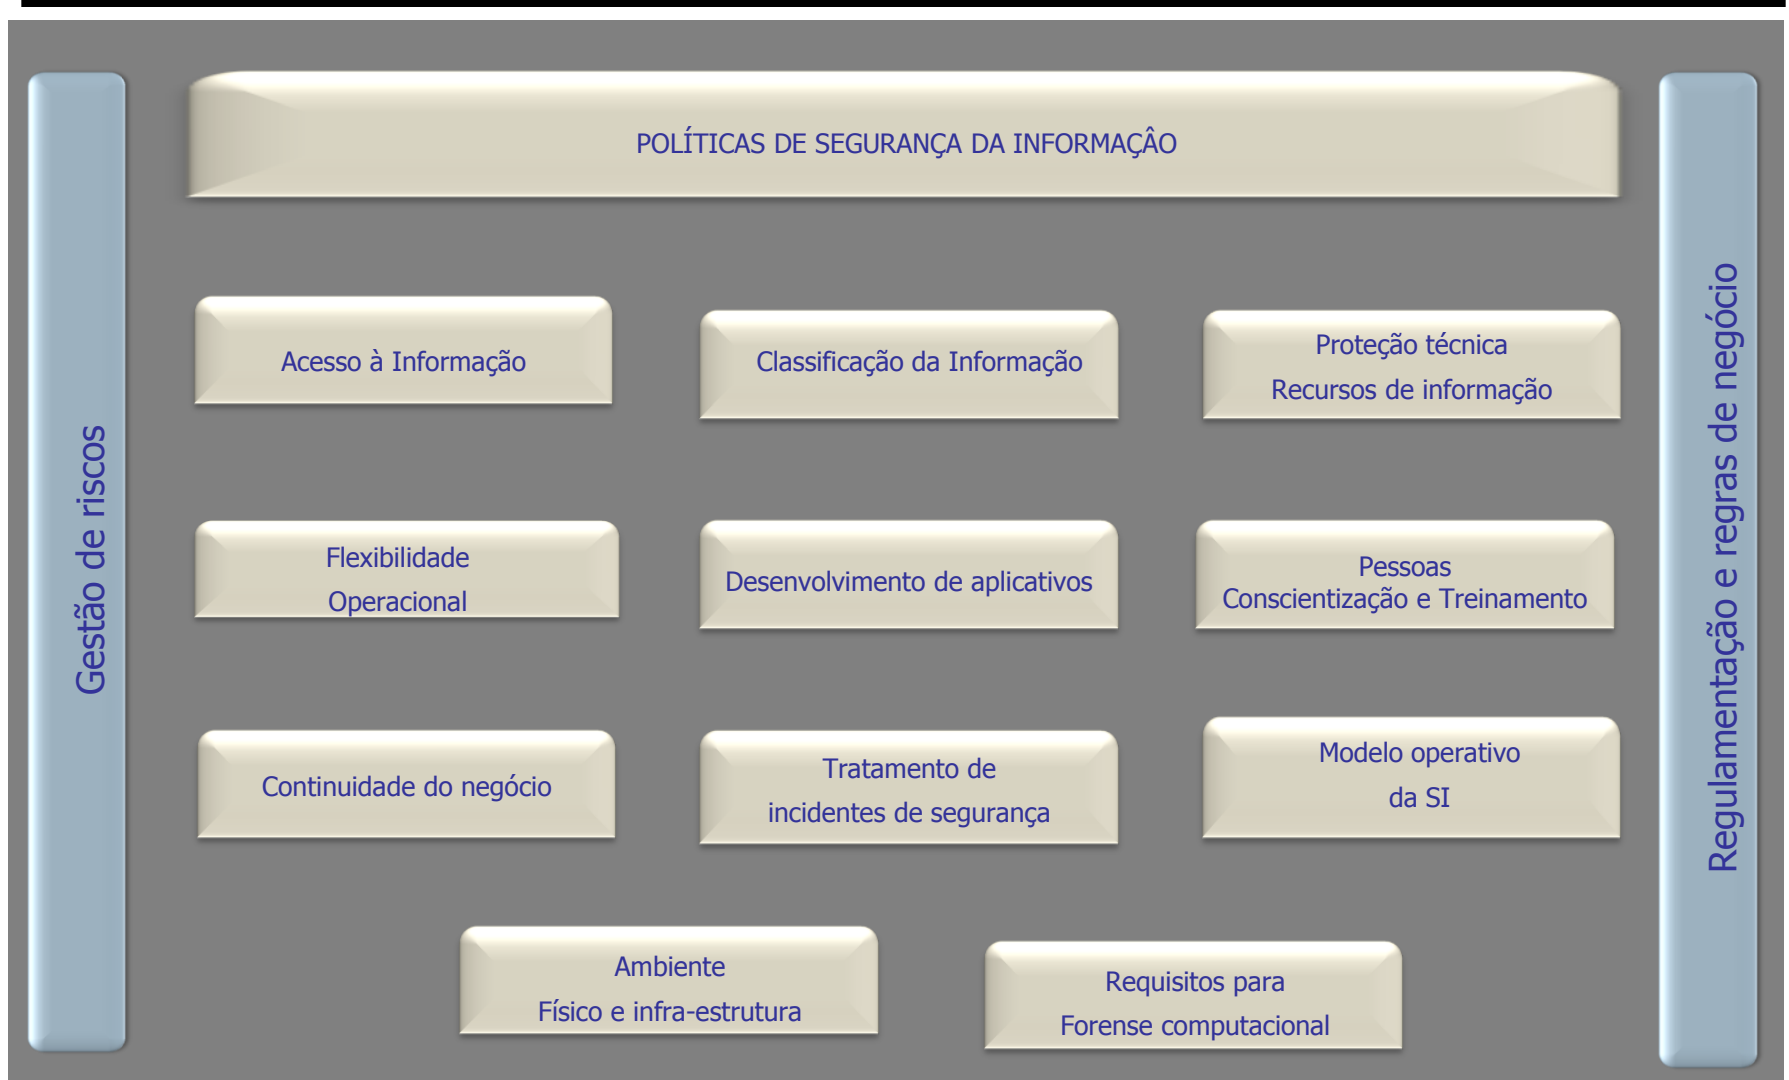 POLÍTICAS DE SEGURANÇA DA INFORMAÇÂO
Gestão de riscos
Acesso à Informação
Classificação da Informação
Proteção técnica
Recursos de informação
Flexibilidade
Operacional
Desenvolvimento de aplicativos
Pessoas
Conscientização e Treinamento
Continuidade do negócio
Tratamento de
incidentes de segurança
Modelo operativo
da SI
Ambiente
Físico e infra-estrutura
Requisitos para
Forense computacional
Regulamentação e regras de negócio